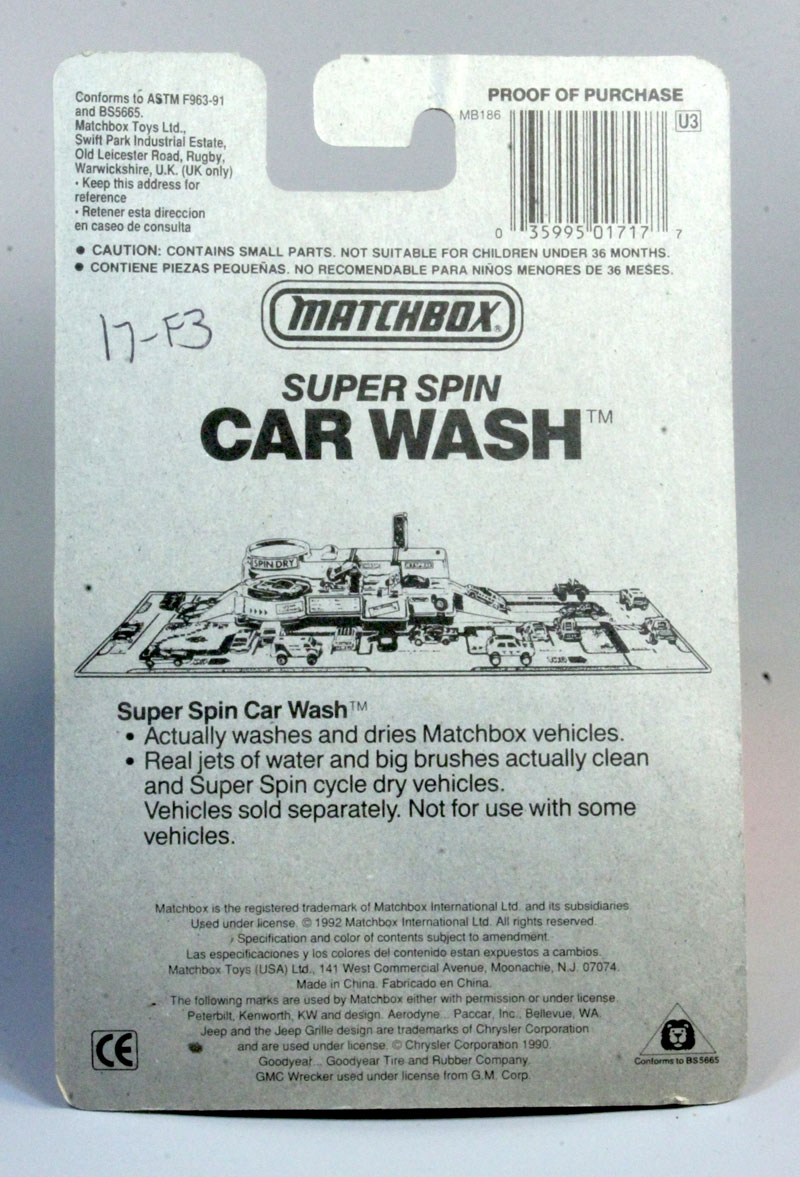 Conforms to ASTM F963-91
and BS5665.
Matchbox Toys Ltd.,
Swift Park Industrial Estate,
Old Leicester Road, Rugby,
Warwickshire, U.K. (UK only)
• Keep this address for
reference
• Retener esta direccion
en caseo de consulta
PROOF OF PURCHASE
MB186
U3
0 35995 01717 7
• CAUTION: CONTAINS SMALL PARTS. NOT SUITABLE FOR CHILDREN UNDER 36 MONTHS.
• CONTIENE PIEZAS PEQUEÑAS. NO RECOMENDABLE PARA NIÑOS MENORES DE 36 MESES.
17-F3
MATCHBOX®
SUPER SPIN
CAR WASH™
SPIN DRY
Super Spin Car Wash™
• Actually washes and dries Matchbox vehicles.
• Real jets of water and big brushes actually clean
and Super Spin cycle dry vehicles.
Vehicles sold separately. Not for use with some
vehicles.
Matchbox is the registered trademark of Matchbox International Ltd. and its subsidiaries
Used under license. © 1992 Matchbox International Ltd. All rights reserved.
Specification and color of contents subject to amendment.
Las especificaciones y los colores del contenido estan expuestos a cambios.
Matchbox Toys (USA) Ltd., 141 West Commercial Avenue, Moonachie, N.J. 07074.
Made in China. Fabricado en China.
The following marks are used by Matchbox either with permission or under license.
Peterbilt, Kenworth, KW and design, Aerodyne... Paccar, Inc., Bellevue, WA.
Jeep and the Jeep Grille design are trademarks of Chrysler Corporation
and are used under license. © Chrysler Corporation 1990.
Goodyear... Goodyear Tire and Rubber Company.
GMC Wrecker used under license from G.M. Corp.
CE
Conforms to BS5665